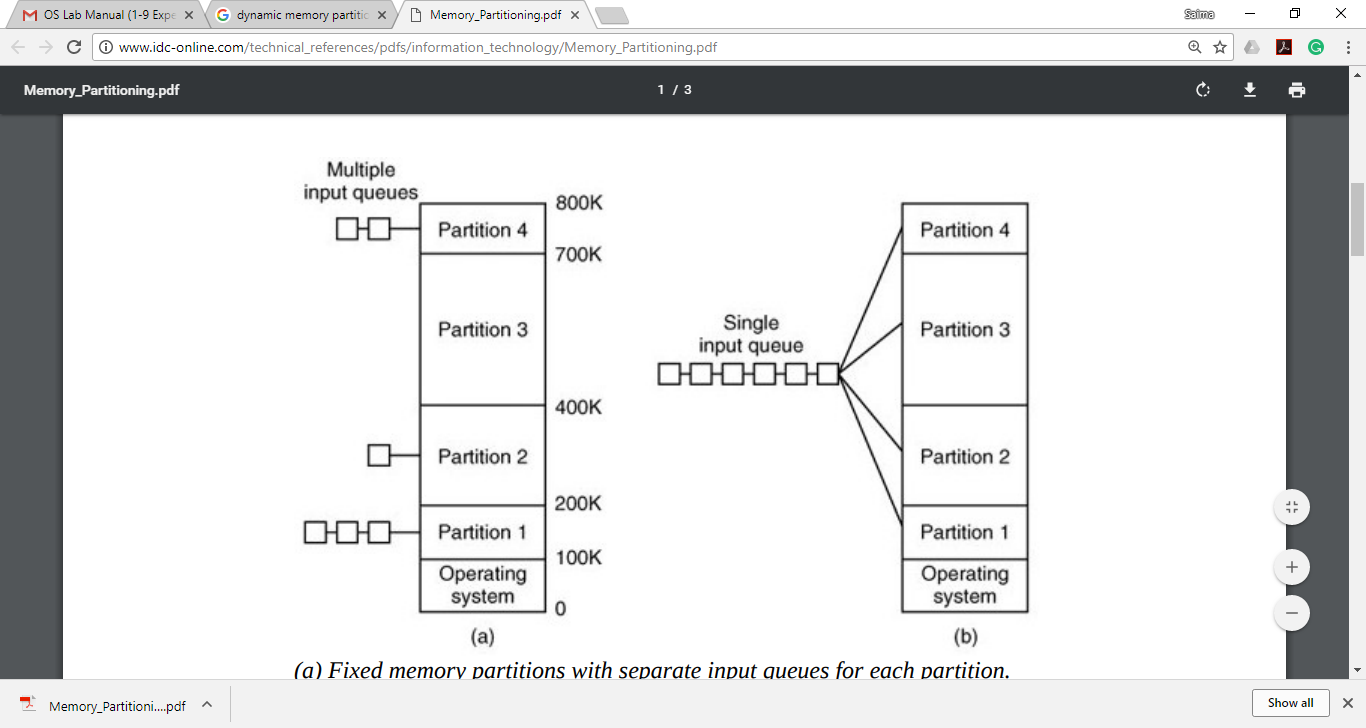 OS Lab Manual (1-9 Expe
dynamic memory partitic
Memory_Partitioning.pdf
Saima
www.idc-online.com/technical_references/pdfs/information_technology/Memory_Partitioning.pdf
Memory_Partitioning.pdf
1 / 3
Multiple
input queues
800K
Partition 4
700K
Partition 3
400K
Partition 2
200K
Partition 1
100K
Operating
system
0
(a)
Single
input queue
Partition 4
Partition 3
Partition 2
Partition 1
Operating
system
(b)
(a) Fixed memory partitions with separate input queues for each partition.
Memory_Partitioni....pdf
Show all